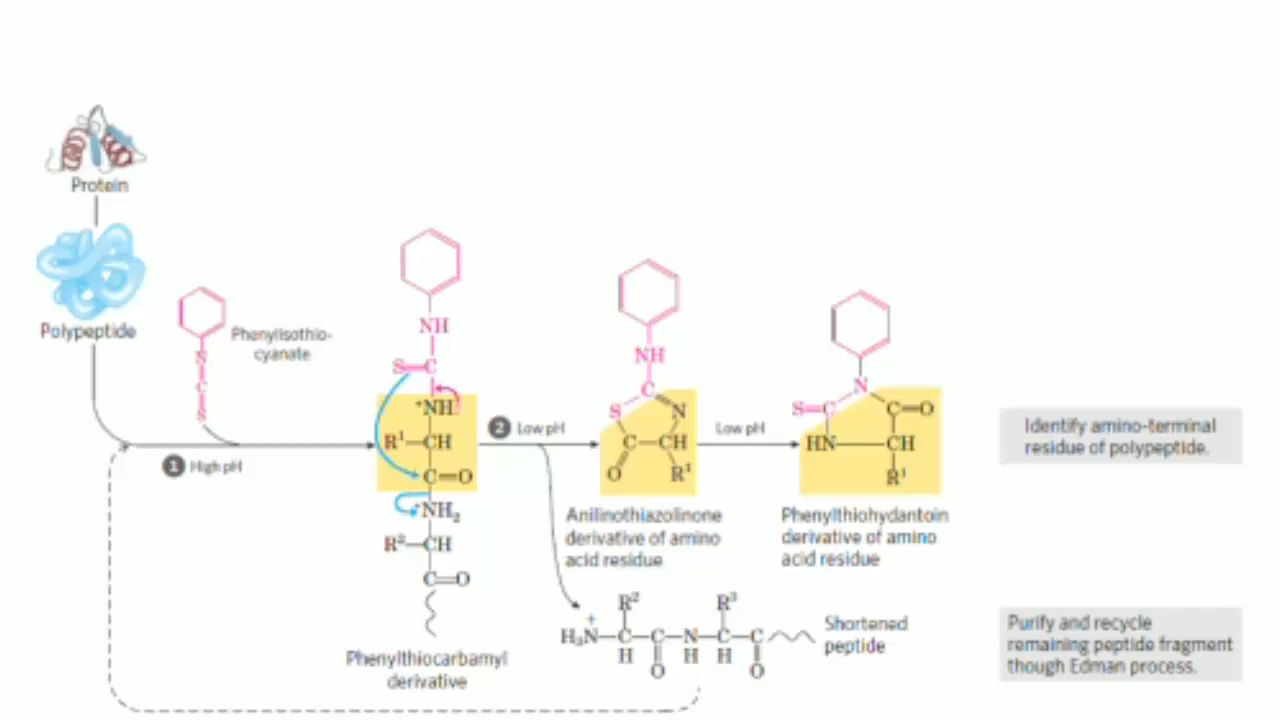 Protein
Polypeptide
Phenylisothio-
cyanate
S
C
S
1 High pH
NH
S=C
+NH
R¹—CH
C=O
+NH₂
R²—CH
C=O
Phenylthiocarbamyl
derivative
2 Low pH
NH
C
S
N
C
CH
O
R¹
Anilinothiazolinone
derivative of amino
acid residue
Low pH
N
S=C
C=O
HN
CH
R¹
Phenylthiohydantoin
derivative of amino
acid residue
R² R³
+
H₃N—C—C—N—C—C
H O H H O
Shortened
peptide
Identify amino-terminal
residue of polypeptide.
Purify and recycle
remaining peptide fragment
though Edman process.